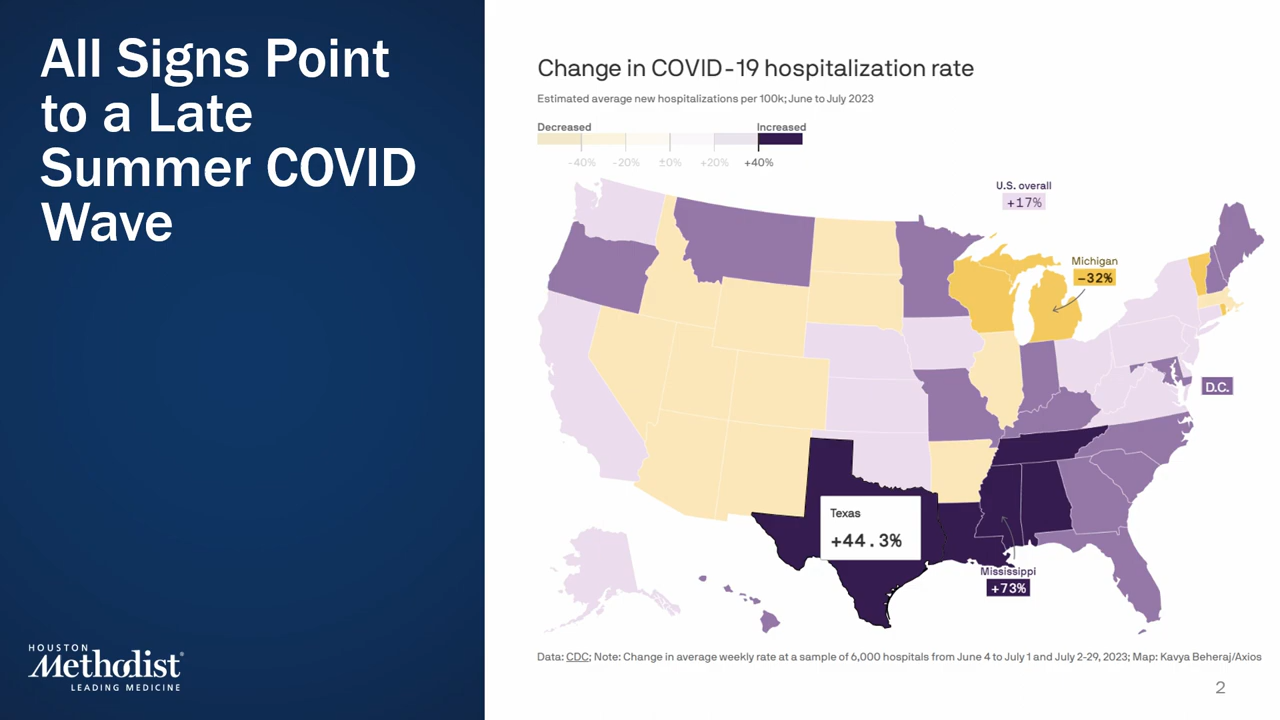 All Signs Point
to a Late
Summer COVID
Wave
HOUSTON
Methodist®
LEADING MEDICINE
Change in COVID-19 hospitalization rate
Estimated average new hospitalizations per 100k; June to July 2023
Decreased Increased
-40% -20% ±0% +20% +40%
U.S. overall
+17%
Michigan
-32%
D.C.
Texas
+44.3%
Mississippi
+73%
Data: CDC; Note: Change in average weekly rate at a sample of 6,000 hospitals from June 4 to July 1 and July 2-29, 2023; Map: Kavya Beheraj/Axios
2